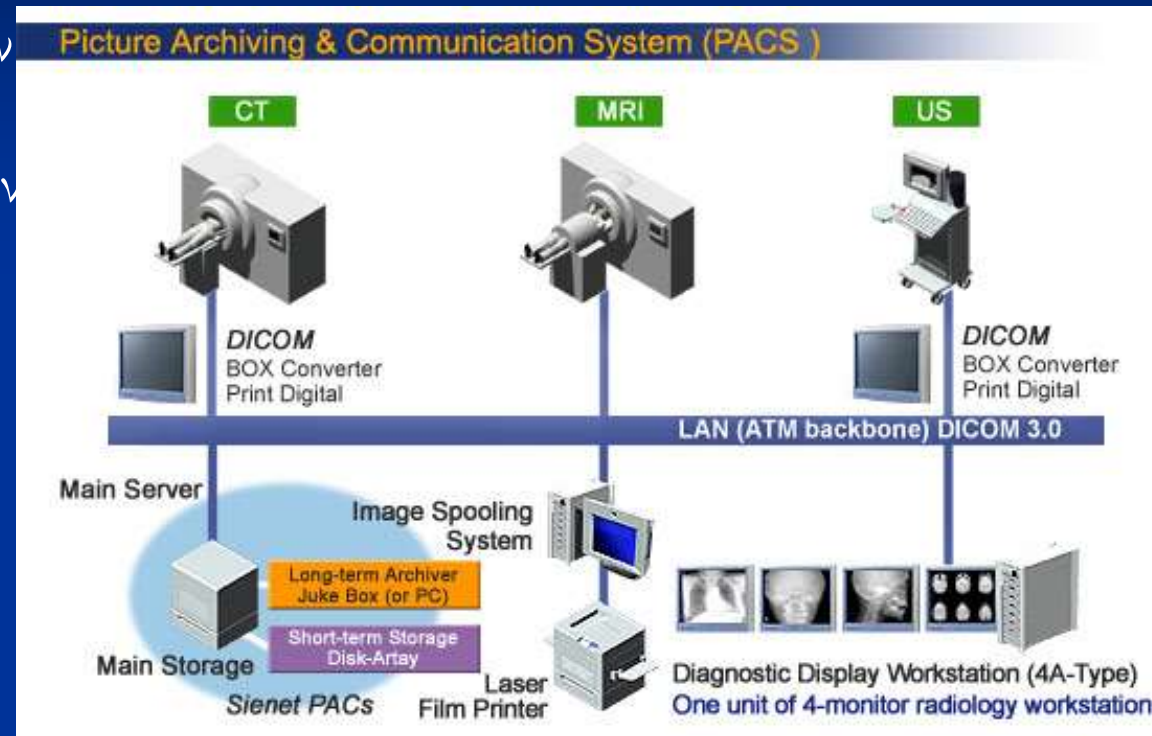 Picture Archiving & Communication System (PACS )
CT
MRI
US
DICOM
BOX Converter
Print Digital
DICOM
BOX Converter
Print Digital
LAN (ATM backbone) DICOM 3.0
Main Server
Image Spooling
System
Long-term Archiver
Juke Box (or PC)
Short-term Storage
Disk-Artay
Main Storage
Sienet PACs
Laser
Film Printer
Diagnostic Display Workstation (4A-Type)
One unit of 4-monitor radiology workstation